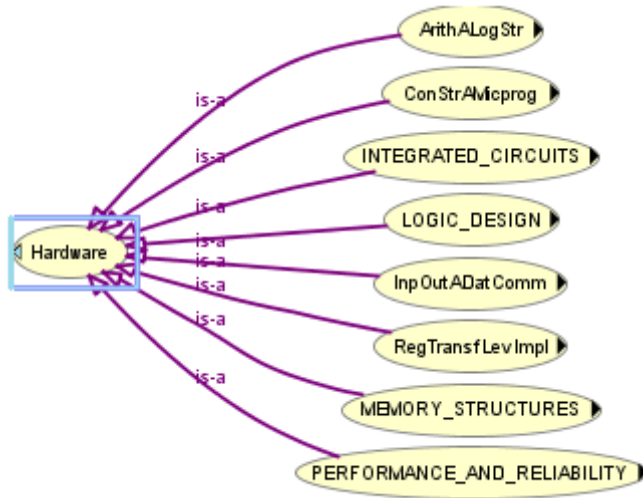 ArithALogStr
is-a
ConStrAMicprog
is-a
INTEGRATED_CIRCUITS
is-a
LOGIC_DESIGN
Hardware
is-a
is-a
InpOutADatComm
is-a
RegTransfLevImpl
is-a
MEMORY_STRUCTURES
is-a
PERFORMANCE_AND_RELIABILITY